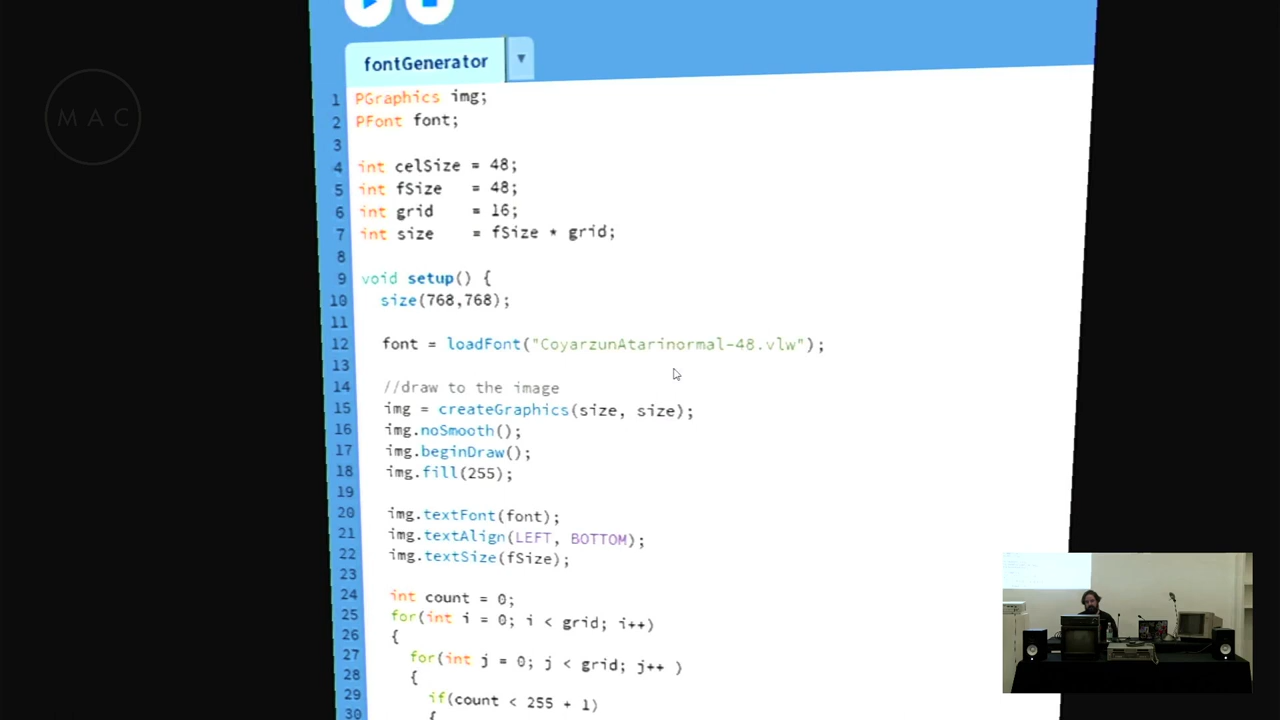 MAC
fontGenerator
1 PGraphics img;
2 PFont font;
3
4 int celSize = 48;
5 int fSize   = 48;
6 int grid    = 16;
7 int size    = fSize * grid;
8
9 void setup() {
10   size(768,768);
11
12   font = loadFont("CoyarzunAtarinormal-48.vlw");
13
14   //draw to the image
15   img = createGraphics(size, size);
16   img.noSmooth();
17   img.beginDraw();
18   img.fill(255);
19
20   img.textFont(font);
21   img.textAlign(LEFT, BOTTOM);
22   img.textSize(fSize);
23
24   int count = 0;
25   for(int i = 0; i < grid; i++)
26   {
27     for(int j = 0; j < grid; j++ )
28     {
29       if(count < 255 + 1)
30       {